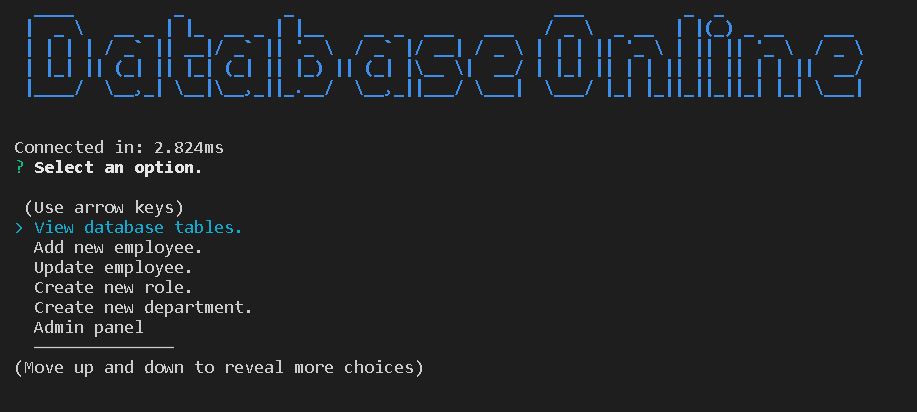 Database Online
Connected in: 2.824ms
? Select an option.
(Use arrow keys)
> View database tables.
Add new employee.
Update employee.
Create new role.
Create new department.
Admin panel
(Move up and down to reveal more choices)